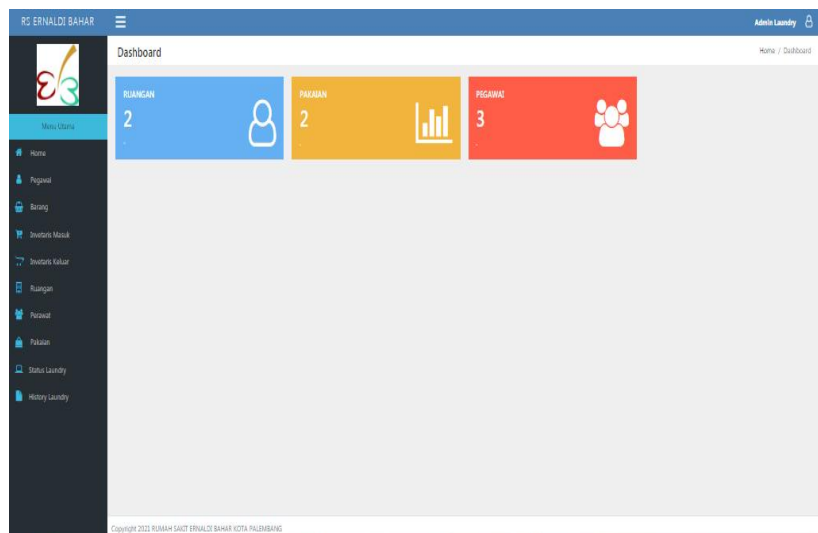 RS ERNALDI BAHAR
Admin Laundry
Dashboard
Home / Dashboard
RUANGAN
2
PAKAIAN
2
PEGAWAI
3
Menu Utama
Home
Pegawai
Barang
Invetaris Masuk
Invetaris Keluar
Ruangan
Perawat
Pakaian
Status Laundry
History Laundry
Copyright 2021 RUMAH SAKIT ERNALDI BAHAR KOTA PALEMBANG